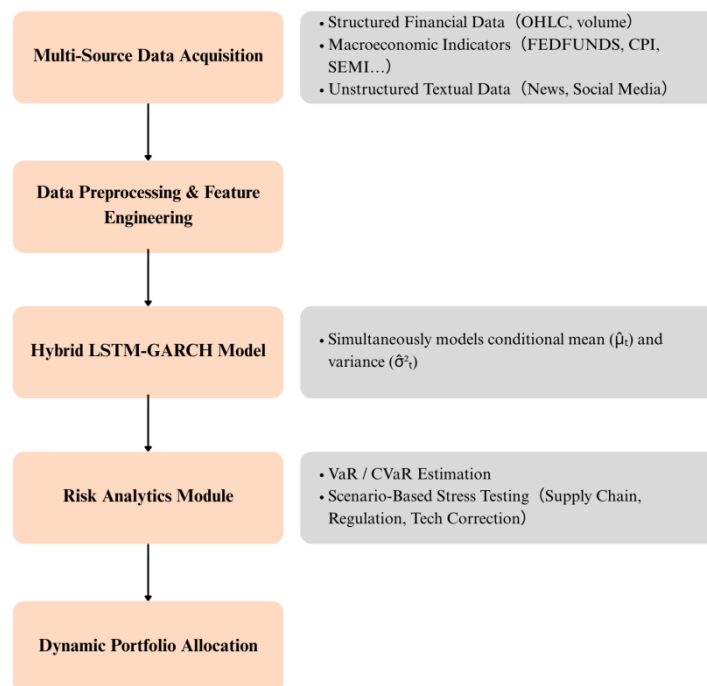 Multi-Source Data Acquisition
• Structured Financial Data（OHLC, volume）
• Macroeconomic Indicators（FEDFUNDS, CPI,
SEMI…）
• Unstructured Textual Data（News, Social Media）
Data Preprocessing & Feature
Engineering
Hybrid LSTM-GARCH Model
• Simultaneously models conditional mean (μ̂ₜ) and
variance (σ̂²ₜ)
Risk Analytics Module
• VaR / CVaR Estimation
• Scenario-Based Stress Testing（Supply Chain,
Regulation, Tech Correction）
Dynamic Portfolio Allocation